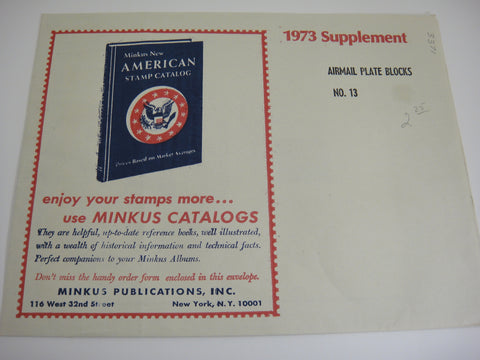 Minkus New
AMERICAN
STAMP CATALOG
Prices Based on Market Averages
enjoy your stamps more...
use MINKUS CATALOGS
They are helpful, up-to-date reference books, well illustrated,
with a wealth of historical information and technical facts.
Perfect companions to your Minkus Albums.
Don't miss the handy order form enclosed in this envelope.
MINKUS PUBLICATIONS, INC.
116 West 32nd Street New York, N.Y. 10001
1973 Supplement
AIRMAIL PLATE BLOCKS
NO. 13
2 25